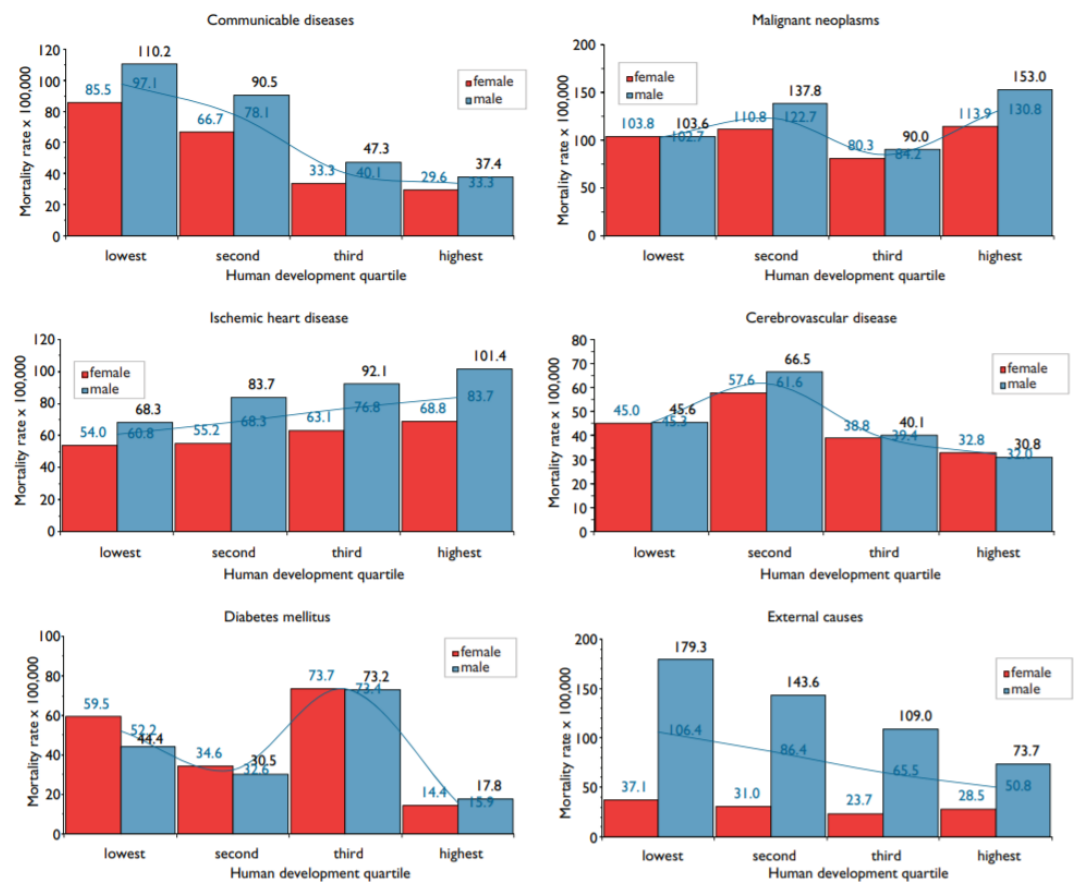 Communicable diseases
Mortality rate x 100,000
120
100
80
60
40
20
0
female
male
85.5 97.1 110.2
66.7 78.1 90.5
33.3 40.1 47.3
29.6 33.3 37.4
lowest second third highest
Human development quartile
Malignant neoplasms
Mortality rate x 100,000
200
150
100
50
0
female
male
103.8 102.7 103.6
110.8 122.7 137.8
80.3 84.2 90.0
113.9 130.8 153.0
lowest second third highest
Human development quartile
Ischemic heart disease
Mortality rate x 100,000
120
100
80
60
40
20
0
female
male
54.0 60.8 68.3
55.2 68.3 83.7
63.1 76.8 92.1
68.8 83.7 101.4
lowest second third highest
Human development quartile
Cerebrovascular disease
Mortality rate x 100,000
80
70
60
50
40
30
20
10
0
female
male
45.0 45.3 45.6
57.6 61.6 66.5
38.8 39.4 40.1
32.8 32.0 30.8
lowest second third highest
Human development quartile
Diabetes mellitus
Mortality rate x 100,000
100
80
60
40
20
0
female
male
59.5 52.2 44.4
34.6 32.6 30.5
73.7 73.4 73.2
14.4 15.9 17.8
lowest second third highest
Human development quartile
External causes
Mortality rate x 100,000
200
150
100
50
0
female
male
37.1 106.4 179.3
31.0 86.4 143.6
23.7 65.5 109.0
28.5 50.8 73.7
lowest second third highest
Human development quartile